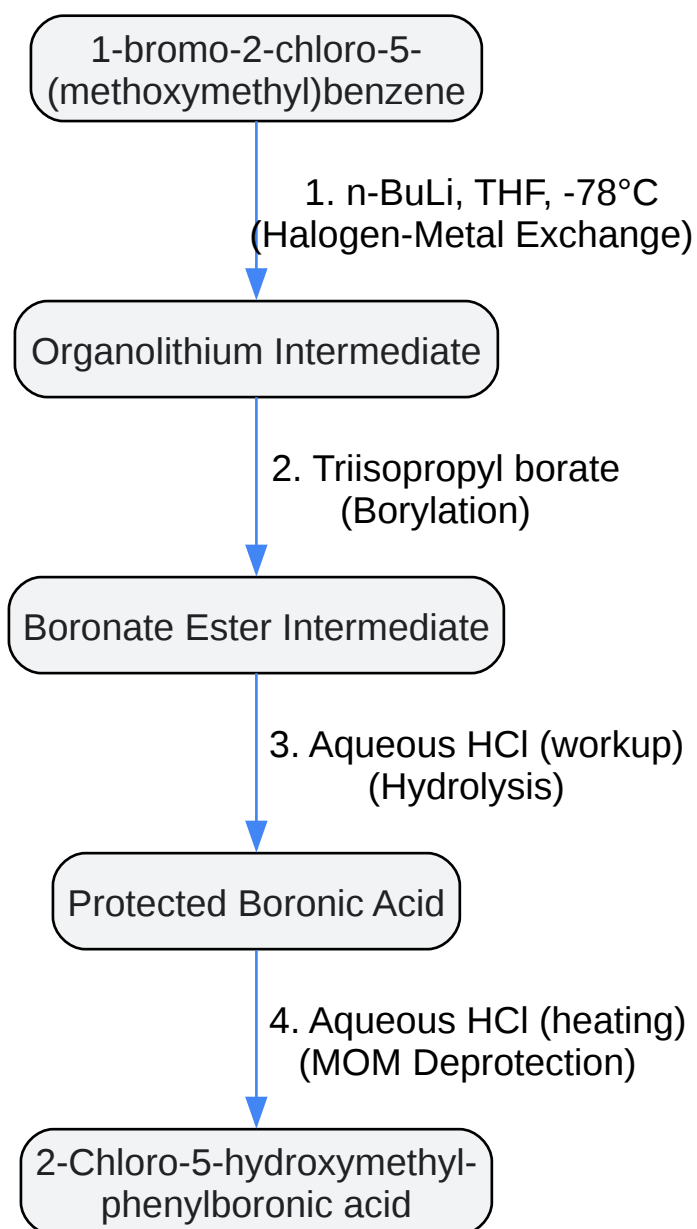 1-bromo-2-chloro-5-
(methoxymethyl)benzene
1. n-BuLi, THF, -78°C
(Halogen-Metal Exchange)
Organolithium Intermediate
2. Triisopropyl borate
(Borylation)
Boronate Ester Intermediate
3. Aqueous HCl (workup)
(Hydrolysis)
Protected Boronic Acid
4. Aqueous HCl (heating)
(MOM Deprotection)
2-Chloro-5-hydroxymethyl-
phenylboronic acid